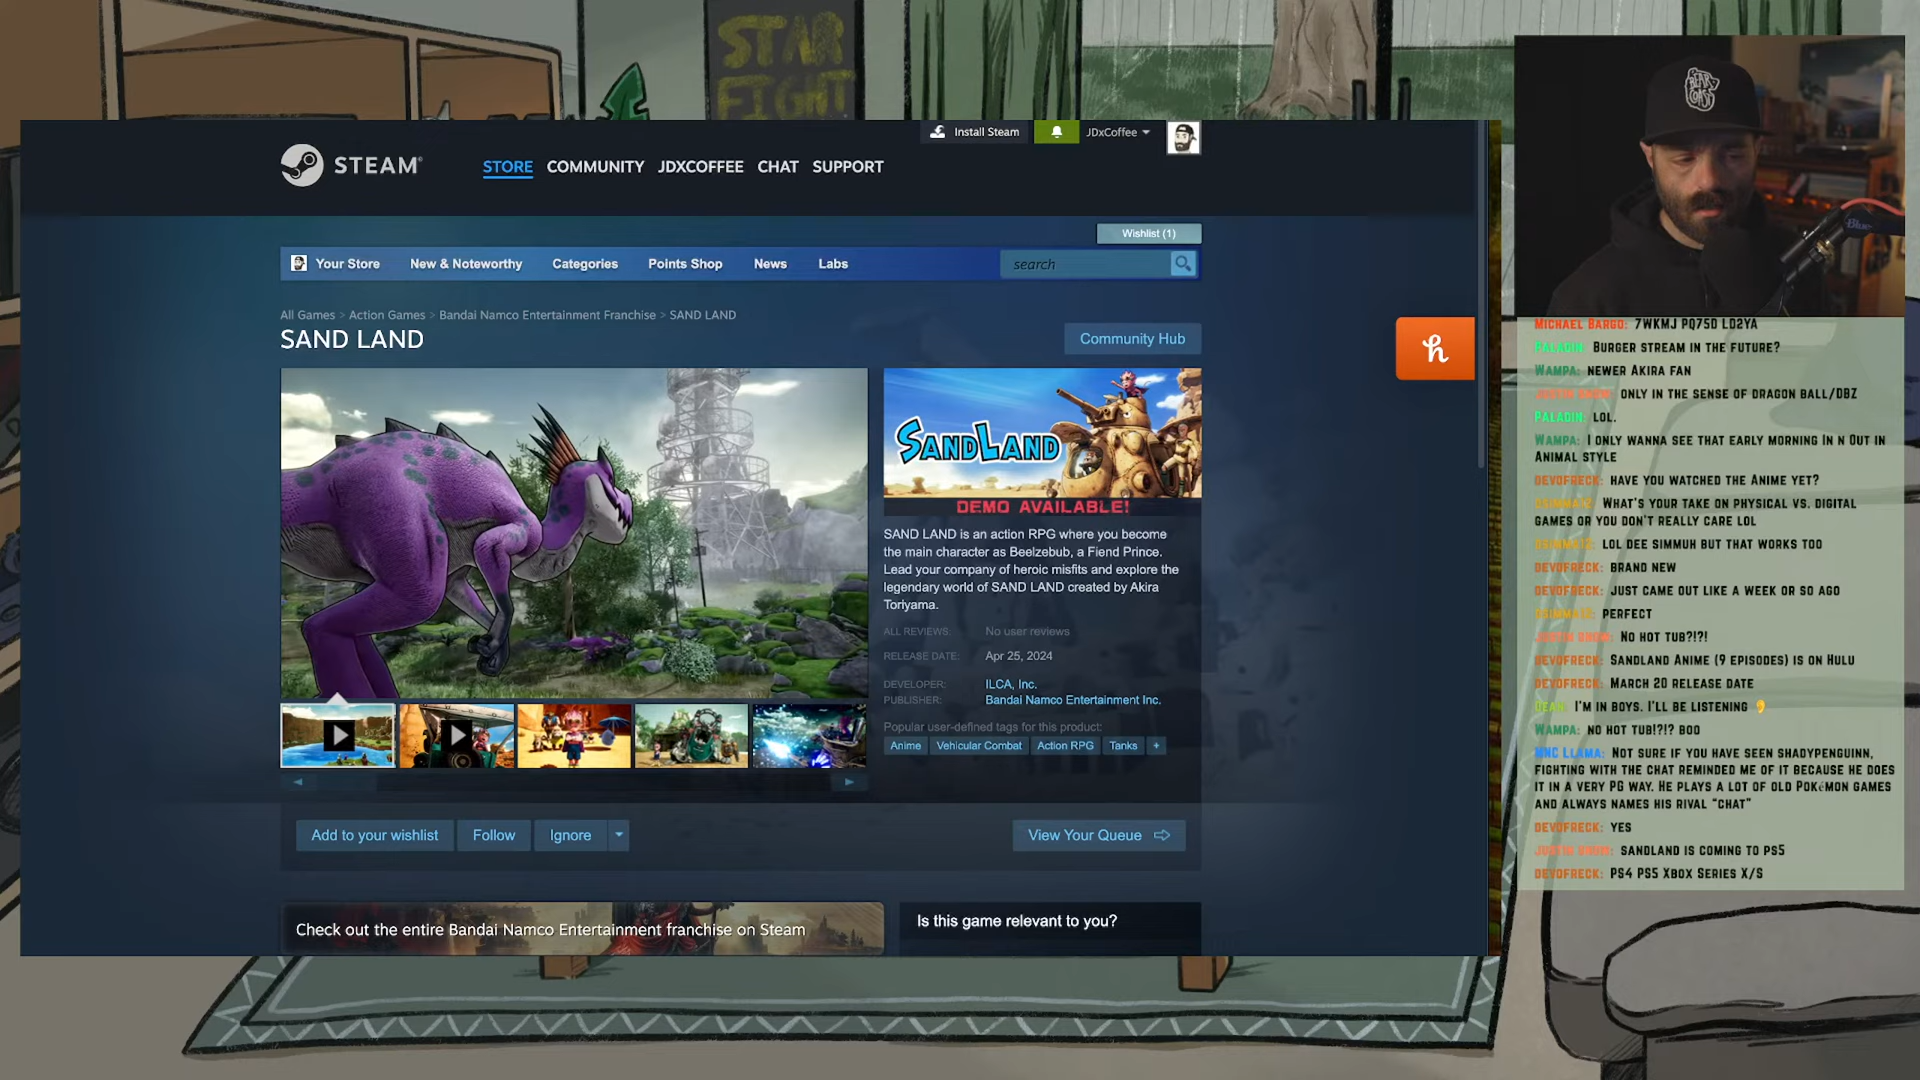 STAR
FIGHT
Install Steam
JDxCoffee
STEAM®
STORE COMMUNITY JDXCOFFEE CHAT SUPPORT
Wishlist (1)
Your Store New & Noteworthy Categories Points Shop News Labs search
All Games > Action Games > Bandai Namco Entertainment Franchise > SAND LAND
SAND LAND
Community Hub
SANDLAND
DEMO AVAILABLE!
SAND LAND is an action RPG where you become
the main character as Beelzebub, a Fiend Prince.
Lead your company of heroic misfits and explore the
legendary world of SAND LAND created by Akira
Toriyama.
ALL REVIEWS: No user reviews
RELEASE DATE: Apr 25, 2024
DEVELOPER: ILCA, Inc.
PUBLISHER: Bandai Namco Entertainment Inc.
Popular user-defined tags for this product:
Anime Vehicular Combat Action RPG Tanks +
Add to your wishlist Follow Ignore
View Your Queue
Check out the entire Bandai Namco Entertainment franchise on Steam
Is this game relevant to you?
h
BEAR
COAST
Blue
MICHAEL BARGO: 7WKMJ PQ75D LD2YA
PALADIN: BURGER STREAM IN THE FUTURE?
WAMPA: NEWER AKIRA FAN
ONLY IN THE SENSE OF DRAGON BALL/DBZ
PALADIN: LOL.
WAMPA: I ONLY WANNA SEE THAT EARLY MORNING IN N OUT IN
ANIMAL STYLE
DEVOFRECK: HAVE YOU WATCHED THE ANIME YET?
WHAT'S YOUR TAKE ON PHYSICAL VS. DIGITAL
GAMES OR YOU DON'T REALLY CARE LOL
LOL DEE SIMMUH BUT THAT WORKS TOO
DEVOFRECK: BRAND NEW
DEVOFRECK: JUST CAME OUT LIKE A WEEK OR SO AGO
PERFECT
NO HOT TUB?!?!
DEVOFRECK: SANDLAND ANIME (9 EPISODES) IS ON HULU
DEVOFRECK: MARCH 20 RELEASE DATE
DEAN: I'M IN BOYS. I'LL BE LISTENING 👂
WAMPA: NO HOT TUB!?!? BOO
MNC LLAMA: NOT SURE IF YOU HAVE SEEN SHADYPENGUINN,
FIGHTING WITH THE CHAT REMINDED ME OF IT BECAUSE HE DOES
IT IN A VERY PG WAY. HE PLAYS A LOT OF OLD POKéMON GAMES
AND ALWAYS NAMES HIS RIVAL "CHAT"
DEVOFRECK: YES
SANDLAND IS COMING TO PS5
DEVOFRECK: PS4 PS5 XBOX SERIES X/S